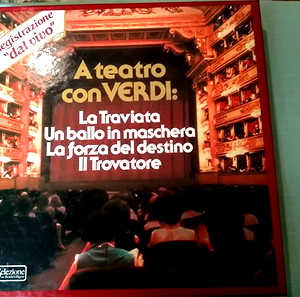 Registrazione
"dal vivo"
A teatro
con VERDI:
La Traviata
Un ballo in maschera
La forza del destino
Il Trovatore
Selezione